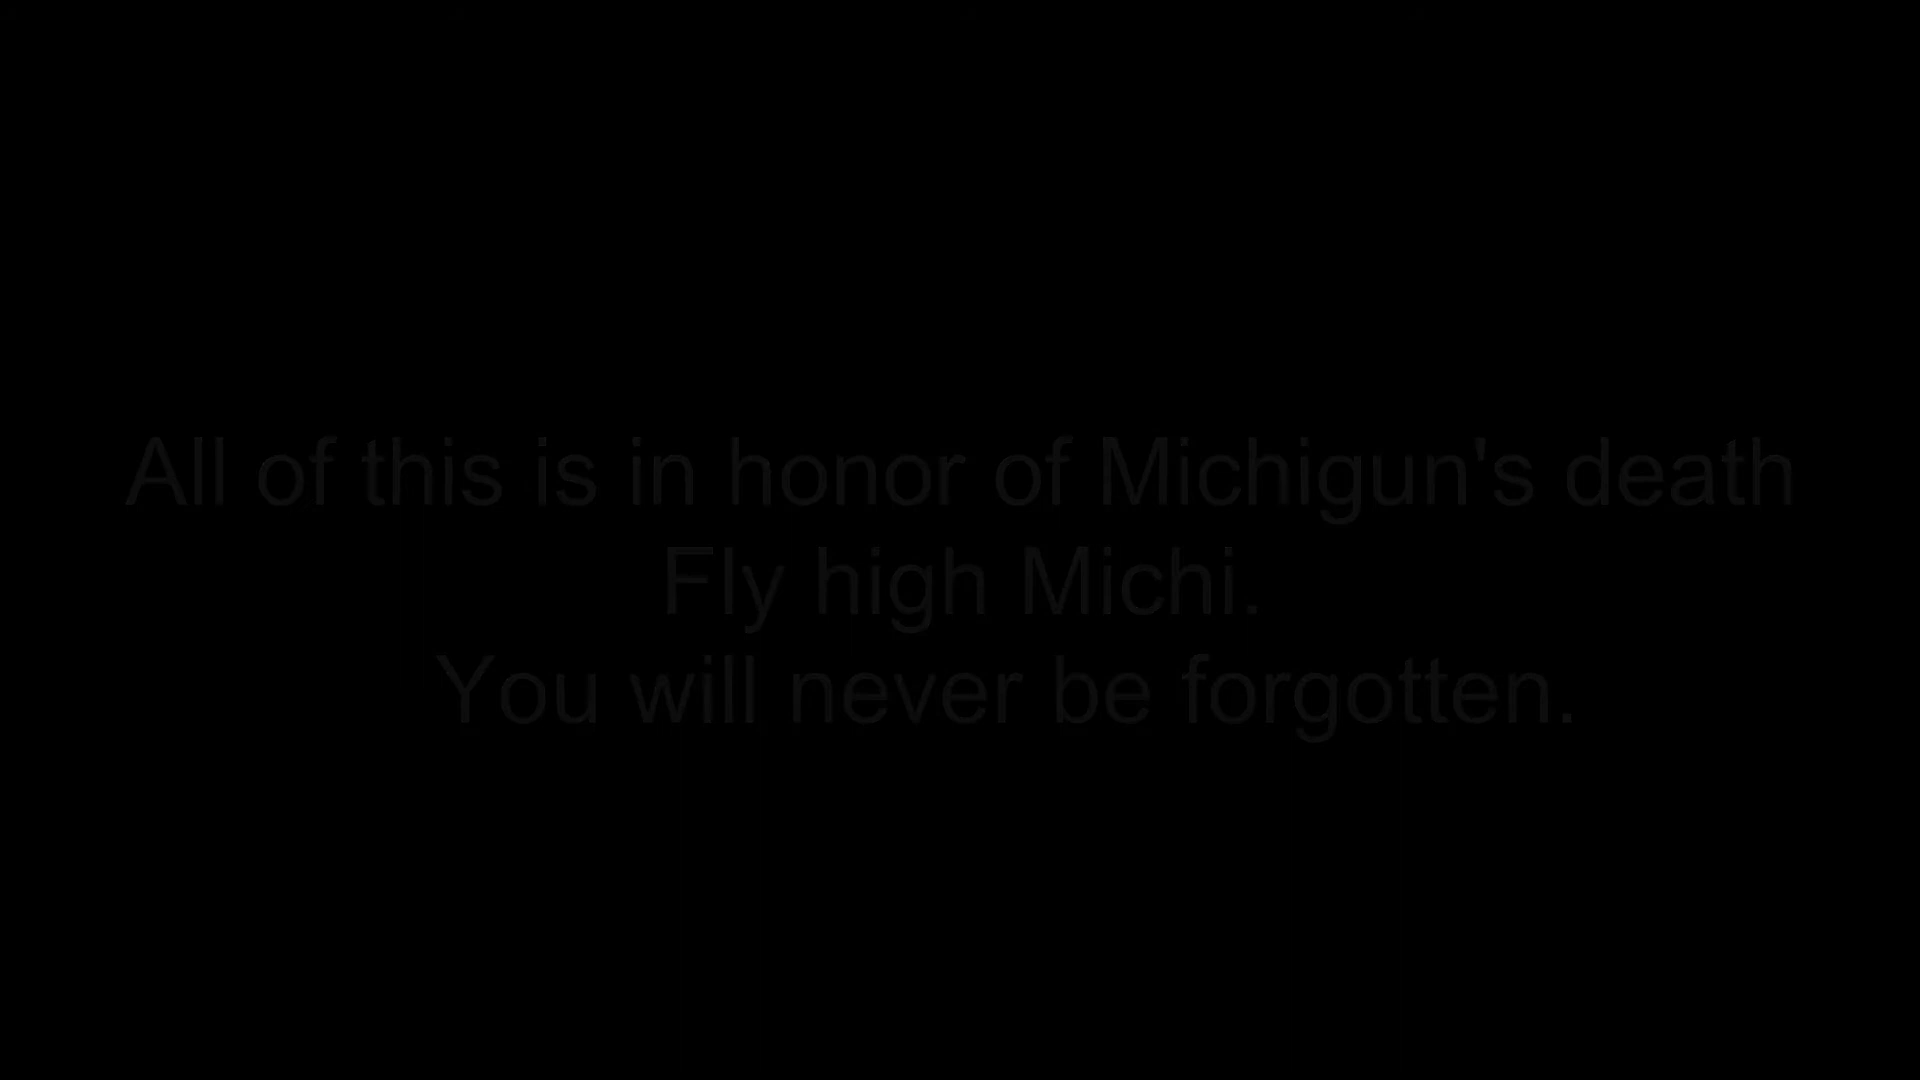 All of this is in honor of Michigun's death
Fly high Michi.
You will never be forgotten.